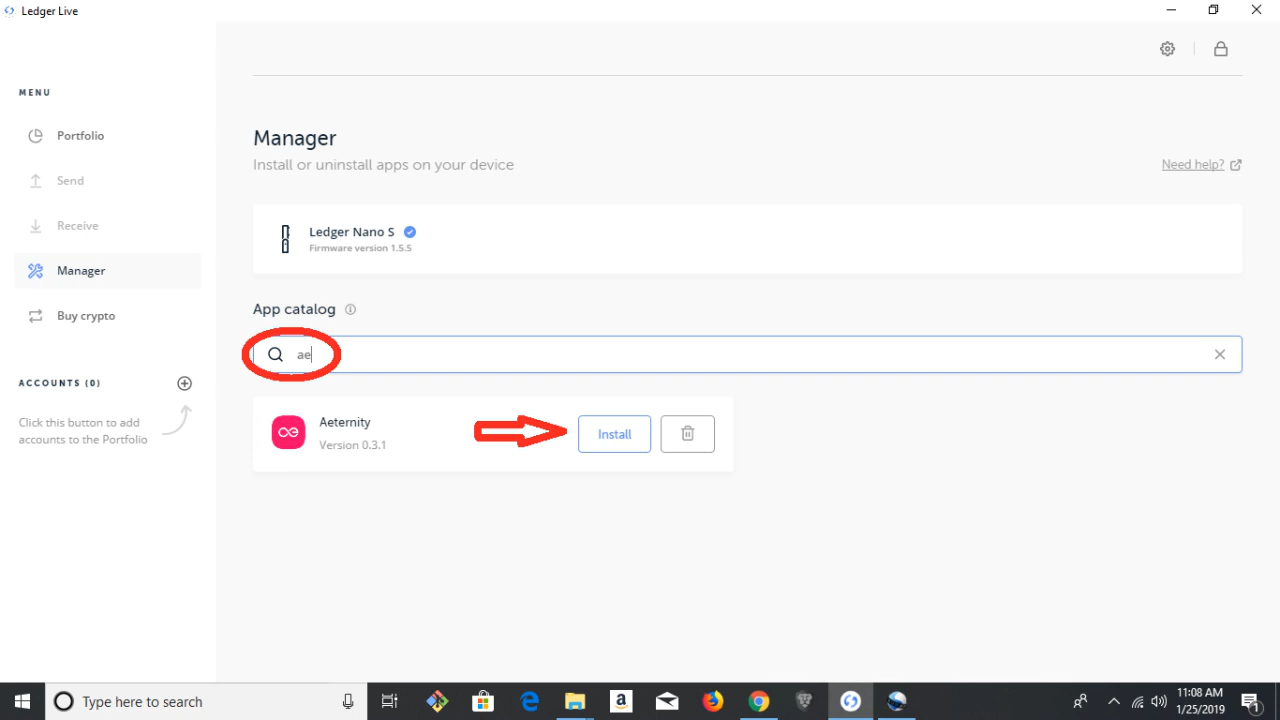 Ledger Live
MENU
Portfolio
Send
Receive
Manager
Buy crypto
ACCOUNTS (0)
Click this button to add
accounts to the Portfolio
Manager
Install or uninstall apps on your device
Need help?
Ledger Nano S
Firmware version 1.5.5
App catalog
ae
Aeternity
Version 0.3.1
Install
Type here to search
a
11:08 AM
1/25/2019
1